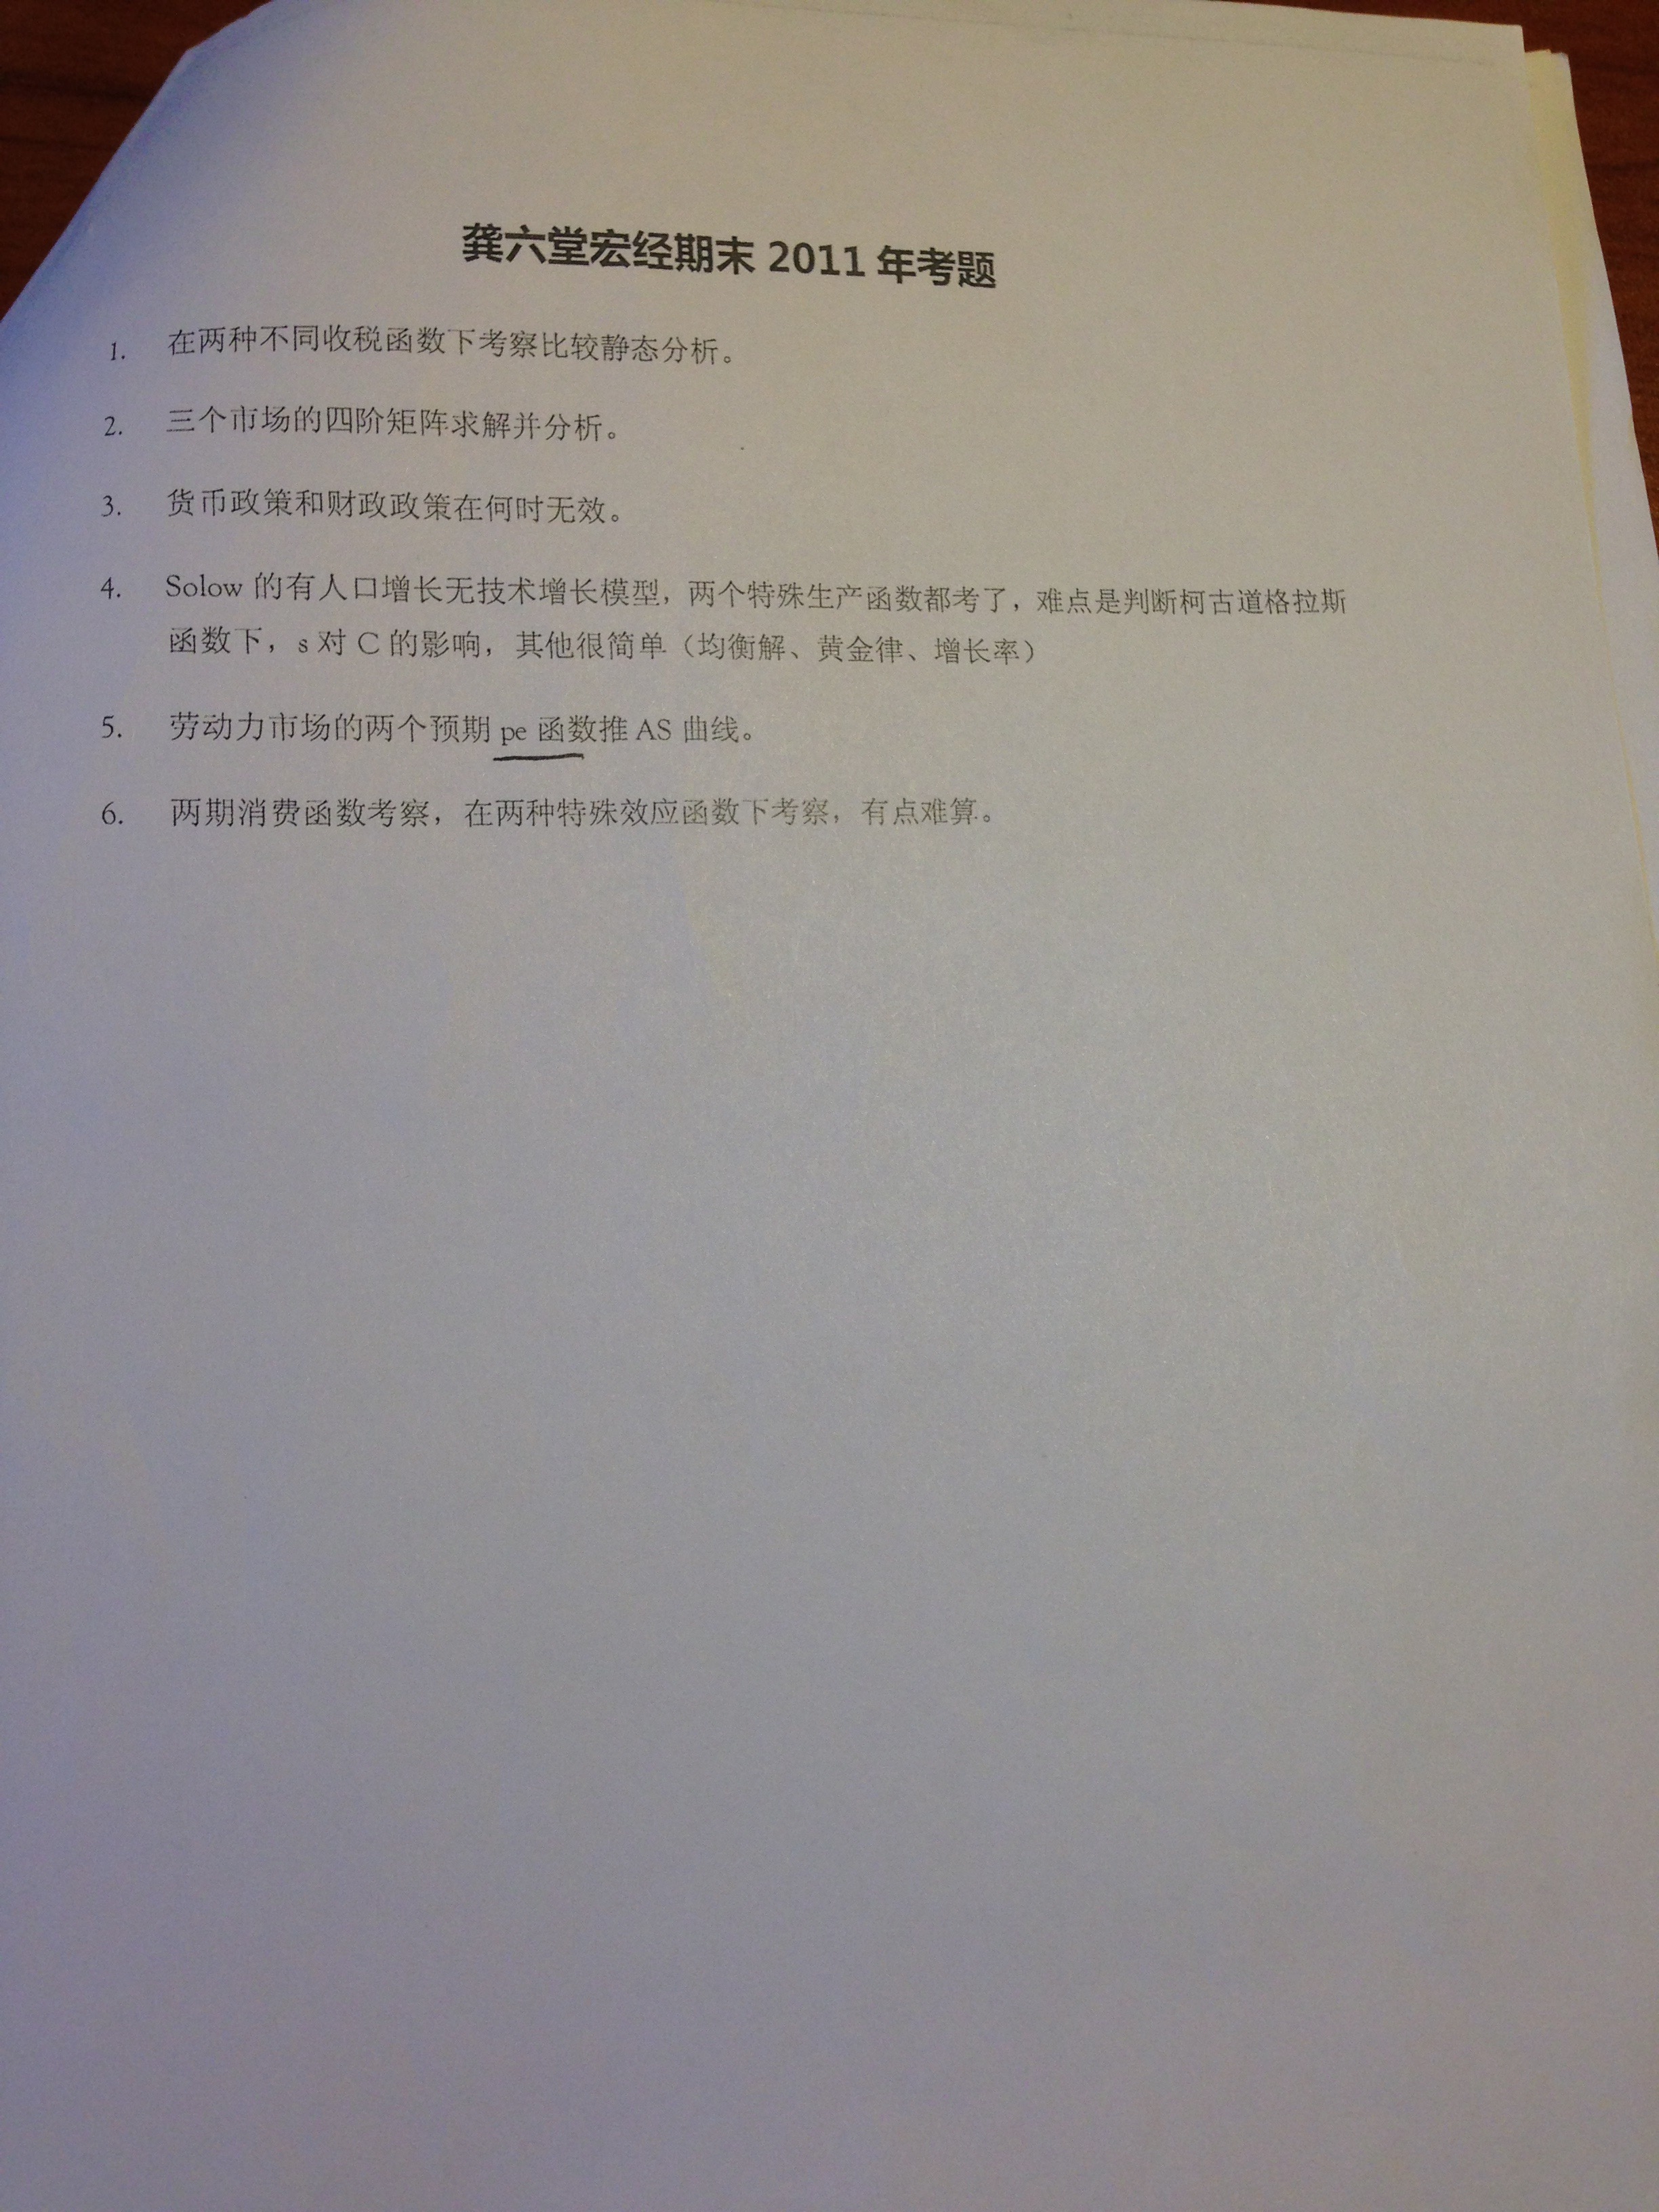 龚六堂宏经期末 2011 年考题
1. 在两种不同收税函数下考察比较静态分析。
2. 三个市场的四阶矩阵求解并分析。
3. 货币政策和财政政策在何时无效。
4. Solow 的有人口增长无技术增长模型，两个特殊生产函数都考了，难点是判断柯古道格拉斯
函数下，s 对 C 的影响，其他很简单（均衡解、黄金律、增长率）
5. 劳动力市场的两个预期 pe 函数推 AS 曲线。
6. 两期消费函数考察，在两种特殊效应函数下考察，有点难算。